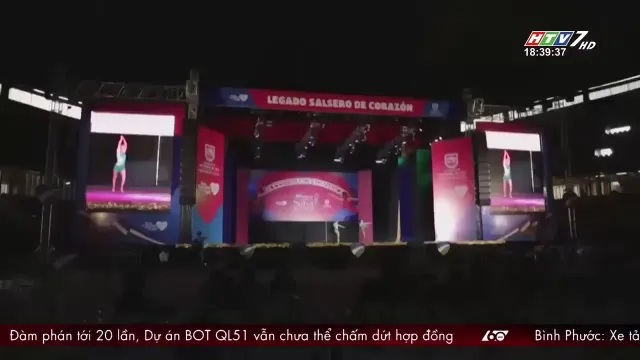 HTV7 HD
18:39:37
LEGADO SALSERO DE CORAZÓN
Đàm phán tới 20 lần, Dự án BOT QL51 vẫn chưa thể chấm dứt hợp đồng
60
Bình Phước: Xe tả